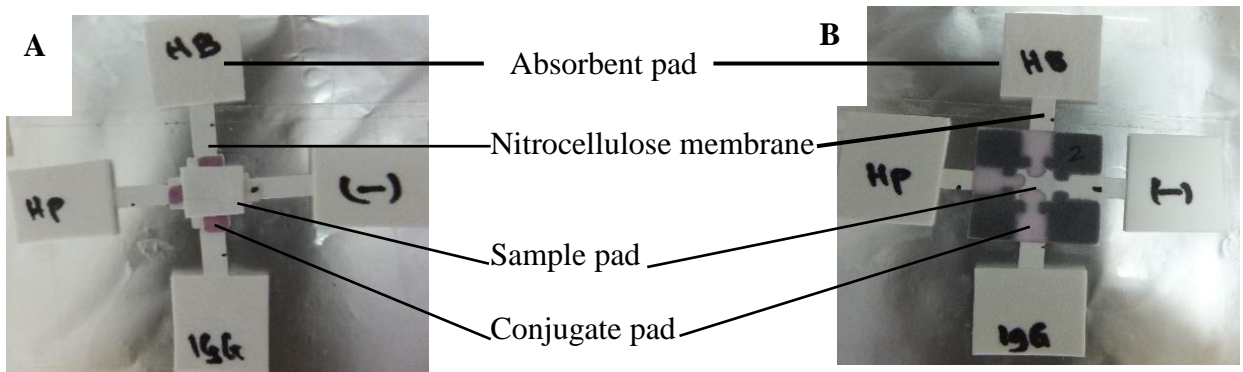 A
HB
HP
(-)
IgG
Absorbent pad
Nitrocellulose membrane
Sample pad
Conjugate pad
B
HB
2
HP
(-)
IgG